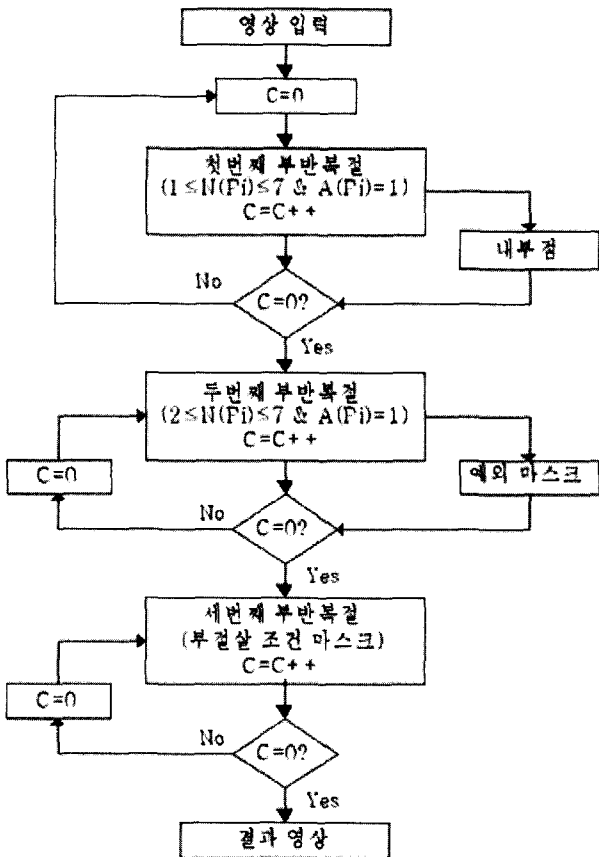 영상 입력
C=0
첫번째 부반복절
(1≤N(Pi)≤7 & A(Pi)=1)
C=C++
내부점
No
C=0?
Yes
두번째 부반복절
(2≤N(Pi)≤7 & A(Pi)=1)
C=C++
C=0
예외 마스크
No
C=0?
Yes
세번째 부반복절
(부절살 조건 마스크)
C=C++
C=0
No
C=0?
Yes
결과 영상